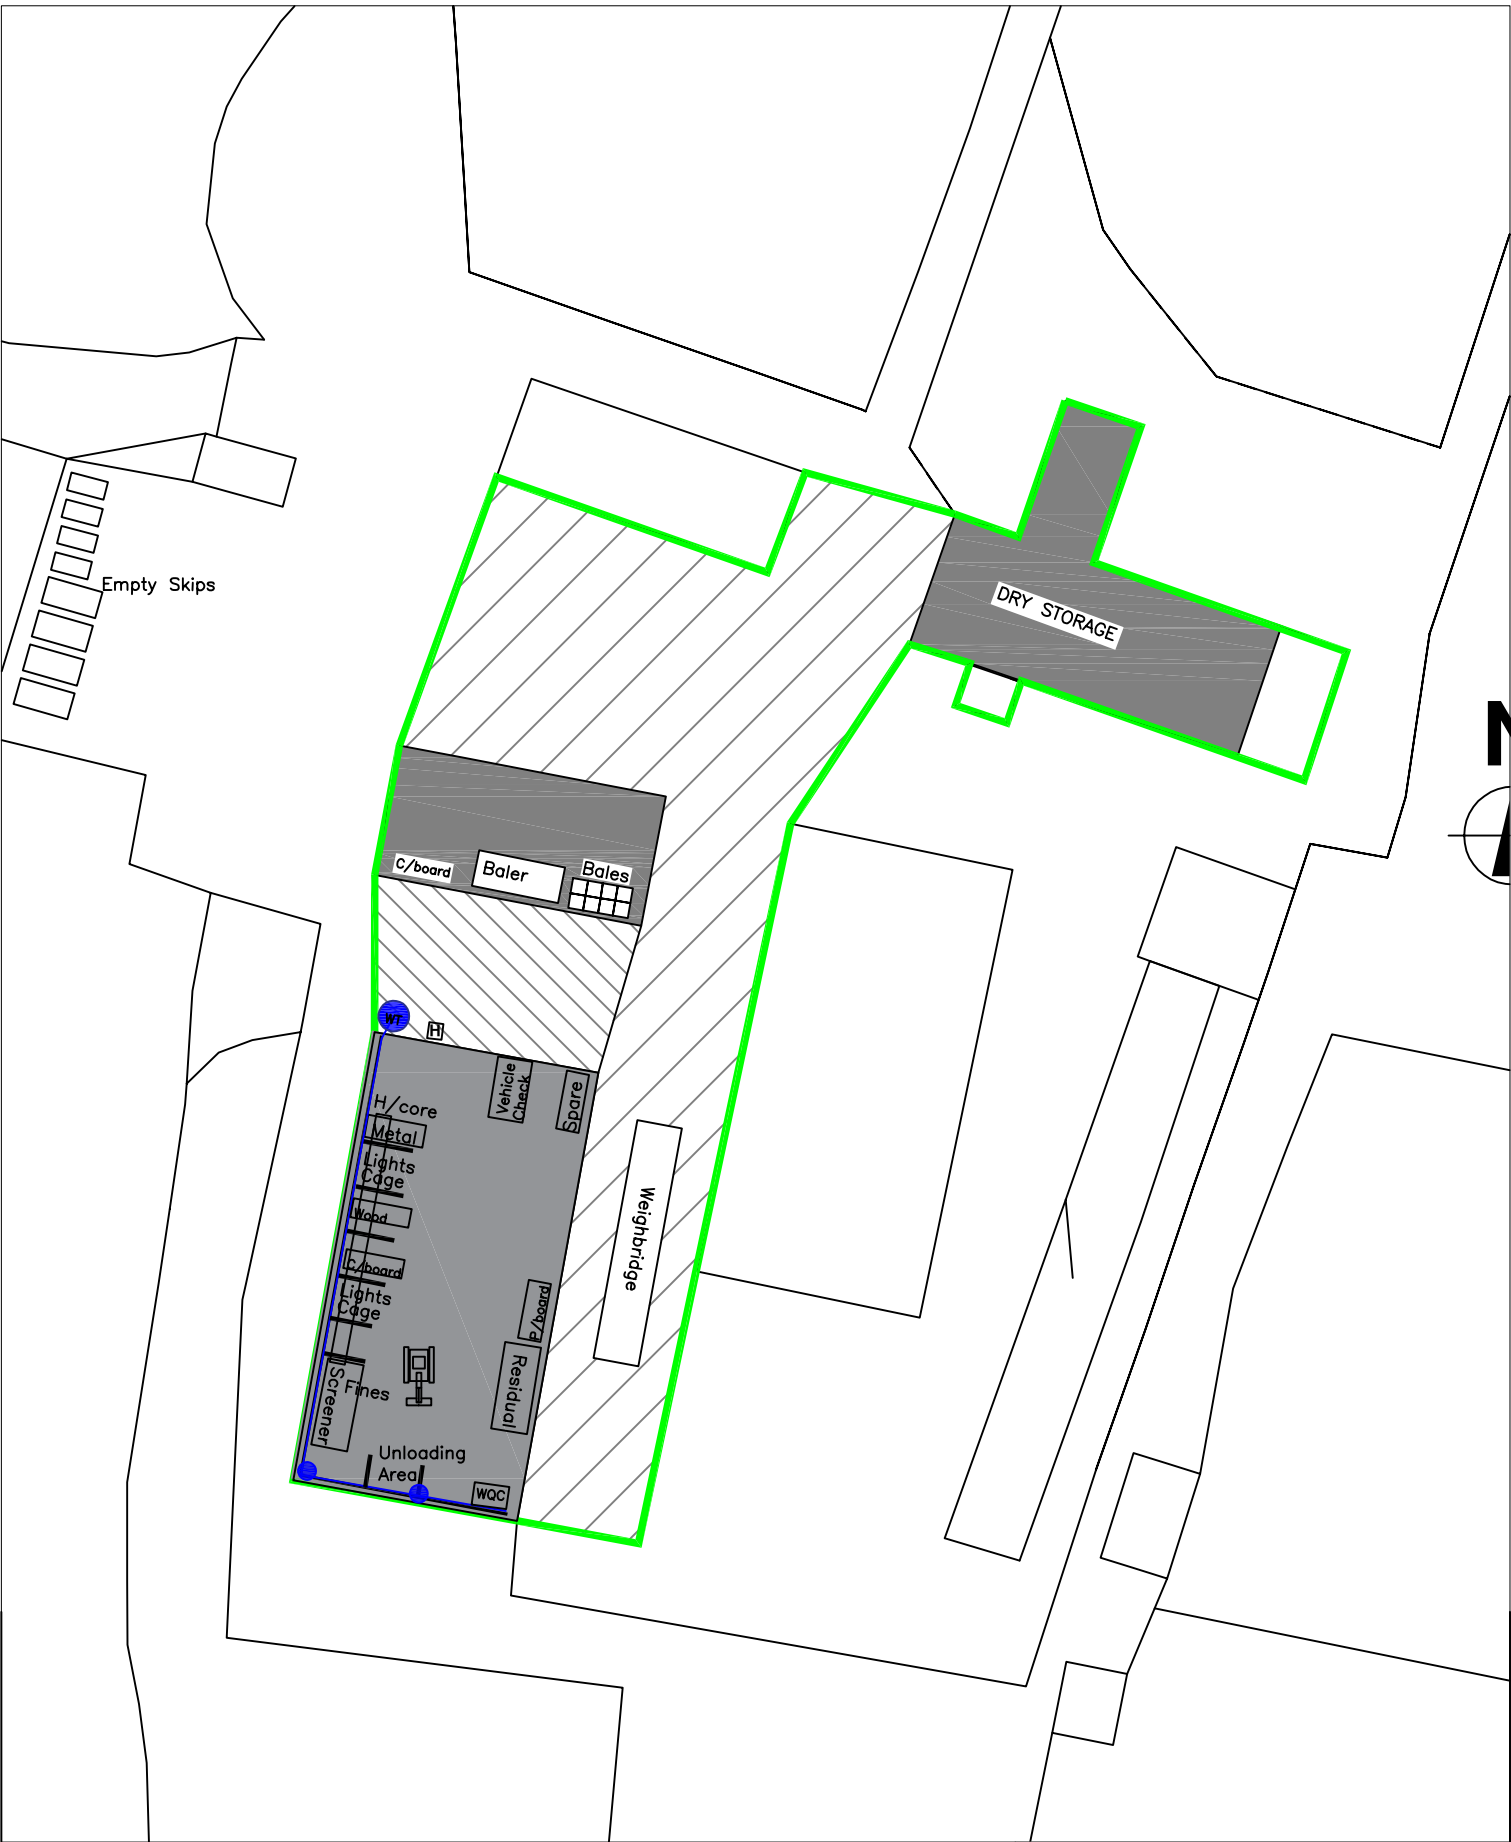 Empty Skips
DRY STORAGE
N
C/board
Baler
Bales
WT
H
Vehicle
Check
Spare
H/core
Metal
Lights
Cage
Wood
C/board
Lights
Cage
Weighbridge
P/board
Residual
Screener
Fines
Unloading
Area
WQC